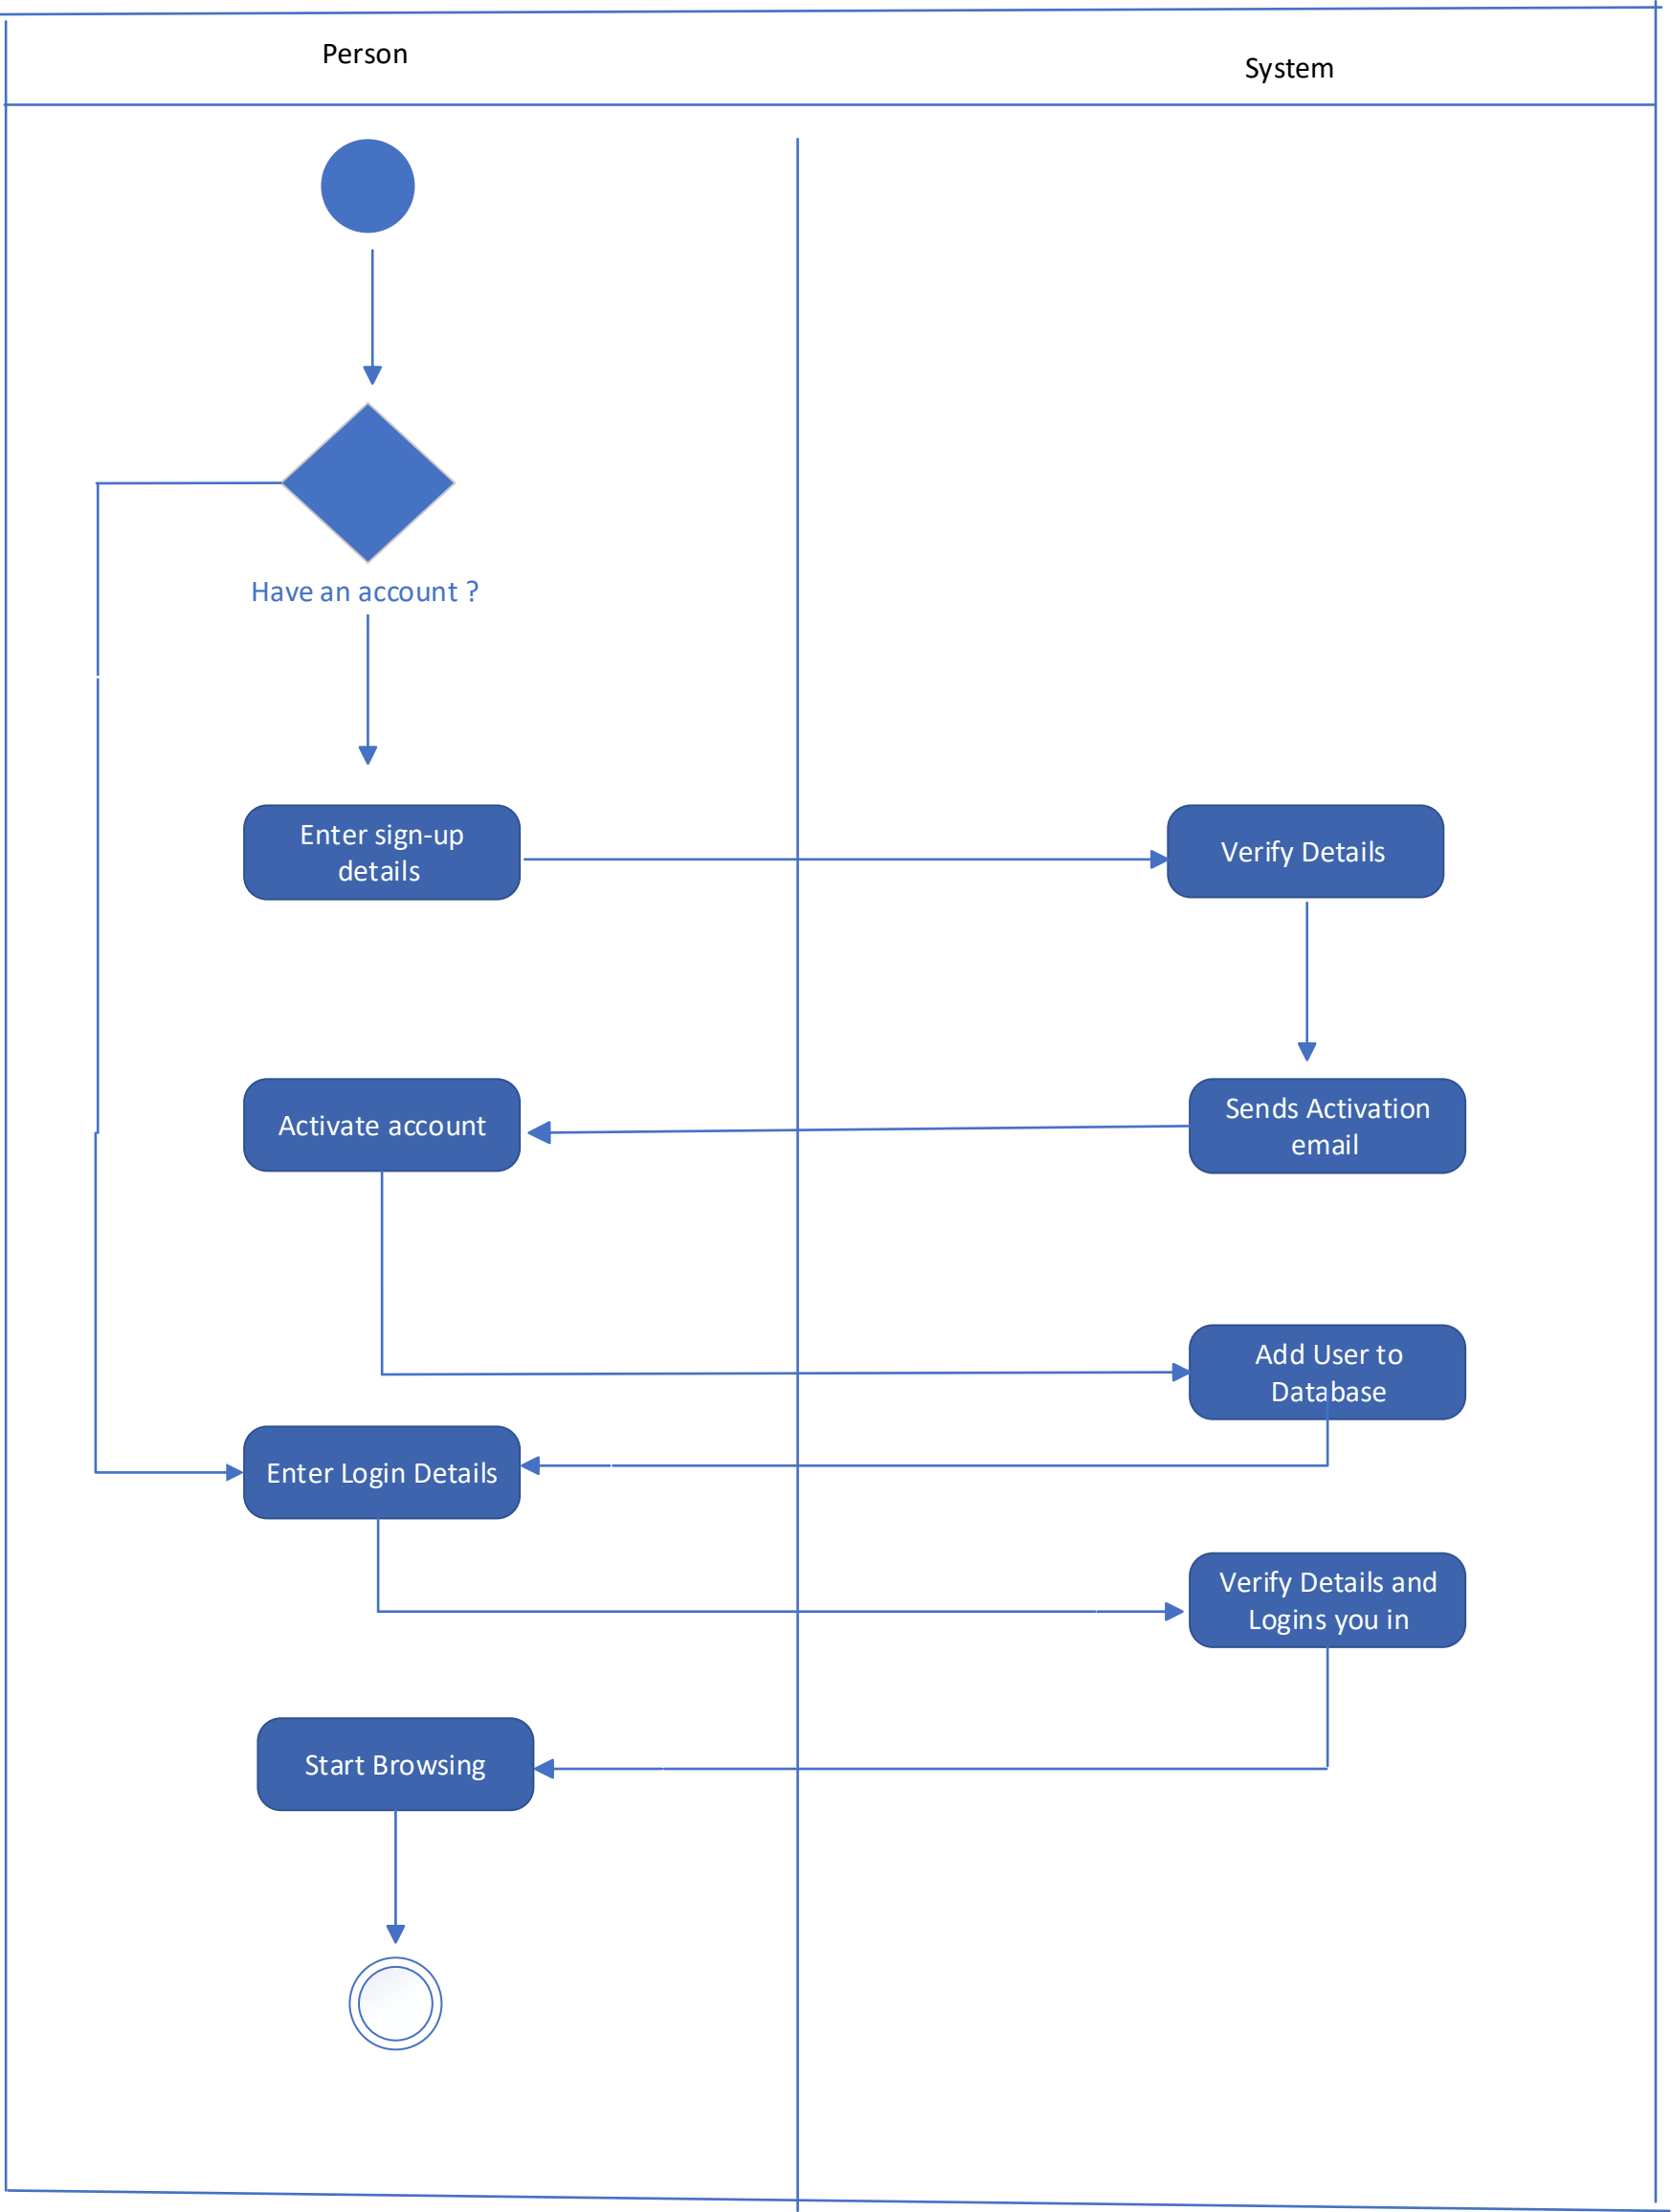 Person
System
Have an account ?
Enter sign-up
details
Verify Details
Activate account
Sends Activation
email
Add User to
Database
Enter Login Details
Verify Details and
Logins you in
Start Browsing